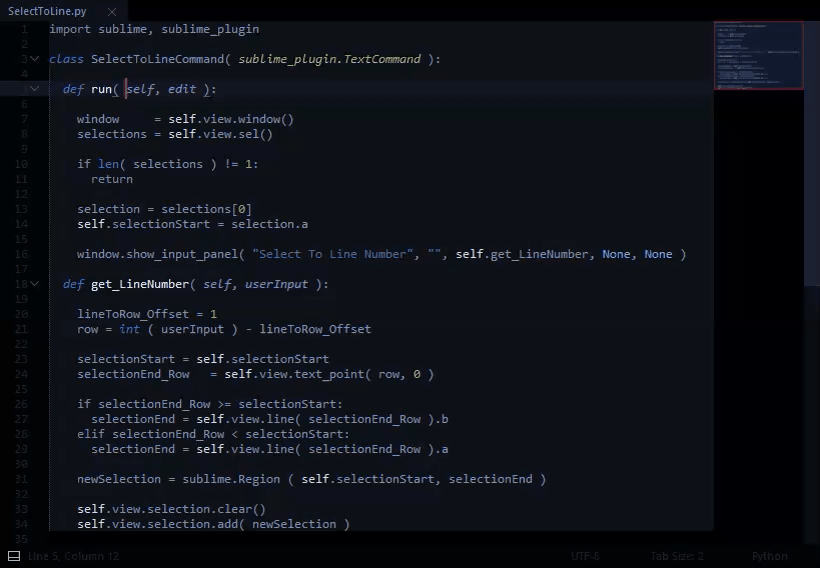 SelectToLine.py
1 import sublime, sublime_plugin
2
3 class SelectToLineCommand( sublime_plugin.TextCommand ):
4
5 def run( self, edit ):
6
7 window     = self.view.window()
8 selections = self.view.sel()
9
10 if len( selections ) != 1:
11 return
12
13 selection = selections[0]
14 self.selectionStart = selection.a
15
16 window.show_input_panel( "Select To Line Number", "", self.get_LineNumber, None, None )
17
18 def get_LineNumber( self, userInput ):
19
20 lineToRow_Offset = 1
21 row = int ( userInput ) - lineToRow_Offset
22
23 selectionStart = self.selectionStart
24 selectionEnd_Row   = self.view.text_point( row, 0 )
25
26 if selectionEnd_Row >= selectionStart:
27 selectionEnd = self.view.line( selectionEnd_Row ).b
28 elif selectionEnd_Row < selectionStart:
29 selectionEnd = self.view.line( selectionEnd_Row ).a
30
31 newSelection = sublime.Region ( self.selectionStart, selectionEnd )
32
33 self.view.selection.clear()
34 self.view.selection.add( newSelection )
35
Line 5, Column 12 UTF-8 Tab Size: 2 Python